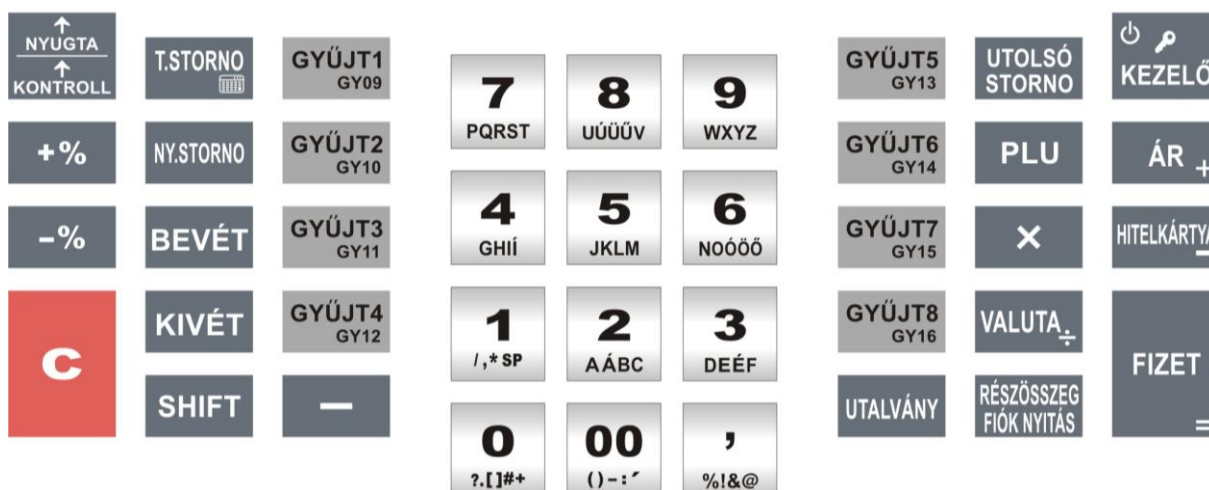 ↑
NYUGTA
↑
KONTROLL
T.STORNO
GYŰJT1
GY09
7
PQRST
8
UÚÜŰV
9
WXYZ
GYŰJT5
GY13
UTOLSÓ
STORNO
KEZELŐ
+%
NY.STORNO
GYŰJT2
GY10
GYŰJT6
GY14
PLU
ÁR +
4
GHIÍ
5
JKLM
6
NOÓÖŐ
-%
BEVÉT
GYŰJT3
GY11
GYŰJT7
GY15
×
HITELKÁRTYA
–
C
KIVÉT
GYŰJT4
GY12
1
/,* SP
2
AÁBC
3
DEÉF
GYŰJT8
GY16
VALUTA ÷
FIZET
=
SHIFT
–
0
?.[]#+
00
()-:´
,
%!&@
UTALVÁNY
RÉSZÖSSZEG
FIÓK NYITÁS